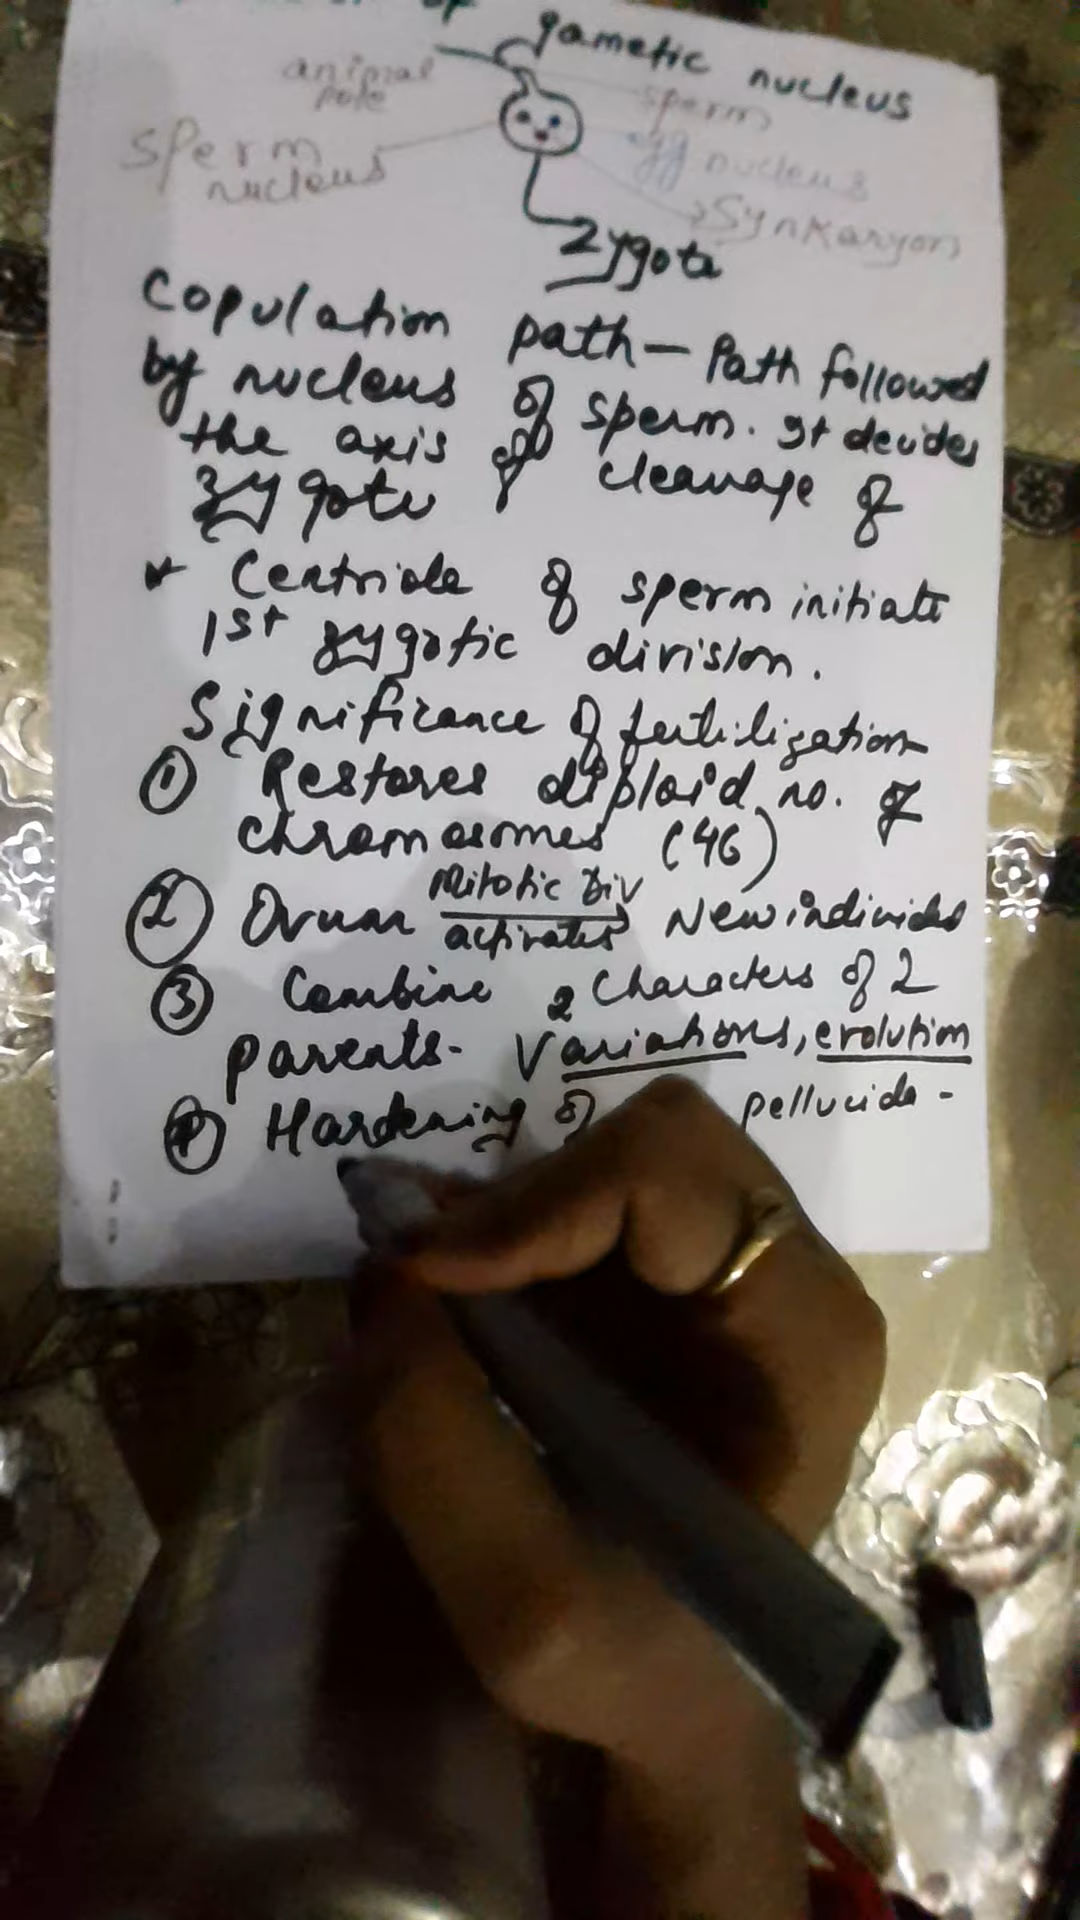 of gametic nucleus
animal
pole
sperm
sperm
nucleus
egg nucleus
Synkaryon
Zygote
Copulation path – Path followed
by nucleus of sperm. It decides
the axis of cleavage of
zygote
* Centriole of sperm initiate
1st zygotic division.
Significance of fertilization
① Restores diploid no. of
chromosomes (46)
② Ovum Mitotic Div activates New individual
③ Combine 2 characters of 2
parents. Variations, evolution
④ Hardening of pellucida -